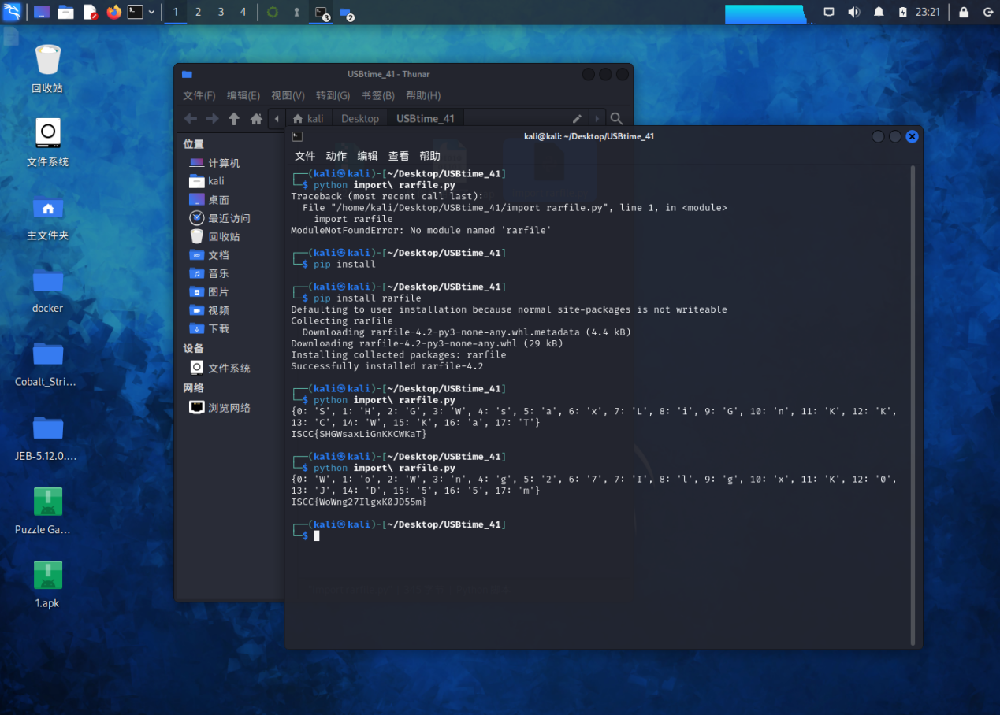 1 2 3 4
3
2
23:21
回收站
文件系统
主文件夹
docker
Cobalt_Stri...
JEB-5.12.0....
Puzzle Ga...
1.apk
USBtime_41 - Thunar
文件(F) 编辑(E) 视图(V) 转到(G) 书签(B) 帮助(H)
kali Desktop USBtime_41
位置
计算机
kali
桌面
最近访问
回收站
文档
音乐
图片
视频
下载
设备
文件系统
网络
浏览网络
kali@kali: ~/Desktop/USBtime_41
文件 动作 编辑 查看 帮助
┌──(kali㉿kali)-[~/Desktop/USBtime_41]
└─$ python import\ rarfile.py
Traceback (most recent call last):
File "/home/kali/Desktop/USBtime_41/import rarfile.py", line 1, in <module>
import rarfile
ModuleNotFoundError: No module named 'rarfile'
┌──(kali㉿kali)-[~/Desktop/USBtime_41]
└─$ pip install
┌──(kali㉿kali)-[~/Desktop/USBtime_41]
└─$ pip install rarfile
Defaulting to user installation because normal site-packages is not writeable
Collecting rarfile
Downloading rarfile-4.2-py3-none-any.whl.metadata (4.4 kB)
Downloading rarfile-4.2-py3-none-any.whl (29 kB)
Installing collected packages: rarfile
Successfully installed rarfile-4.2
┌──(kali㉿kali)-[~/Desktop/USBtime_41]
└─$ python import\ rarfile.py
{0: 'S', 1: 'H', 2: 'G', 3: 'W', 4: 's', 5: 'a', 6: 'x', 7: 'L', 8: 'i', 9: 'G', 10: 'n', 11: 'K', 12: 'K',
13: 'C', 14: 'W', 15: 'K', 16: 'a', 17: 'T'}
ISCC{SHGWsaxLiGnKKCWKaT}
┌──(kali㉿kali)-[~/Desktop/USBtime_41]
└─$ python import\ rarfile.py
{0: 'W', 1: 'o', 2: 'W', 3: 'n', 4: 'g', 5: '2', 6: '7', 7: 'I', 8: 'l', 9: 'g', 10: 'x', 11: 'K', 12: '0',
13: 'J', 14: 'D', 15: '5', 16: '5', 17: 'm'}
ISCC{WoWng27IlgxK0JD55m}
┌──(kali㉿kali)-[~/Desktop/USBtime_41]
└─$